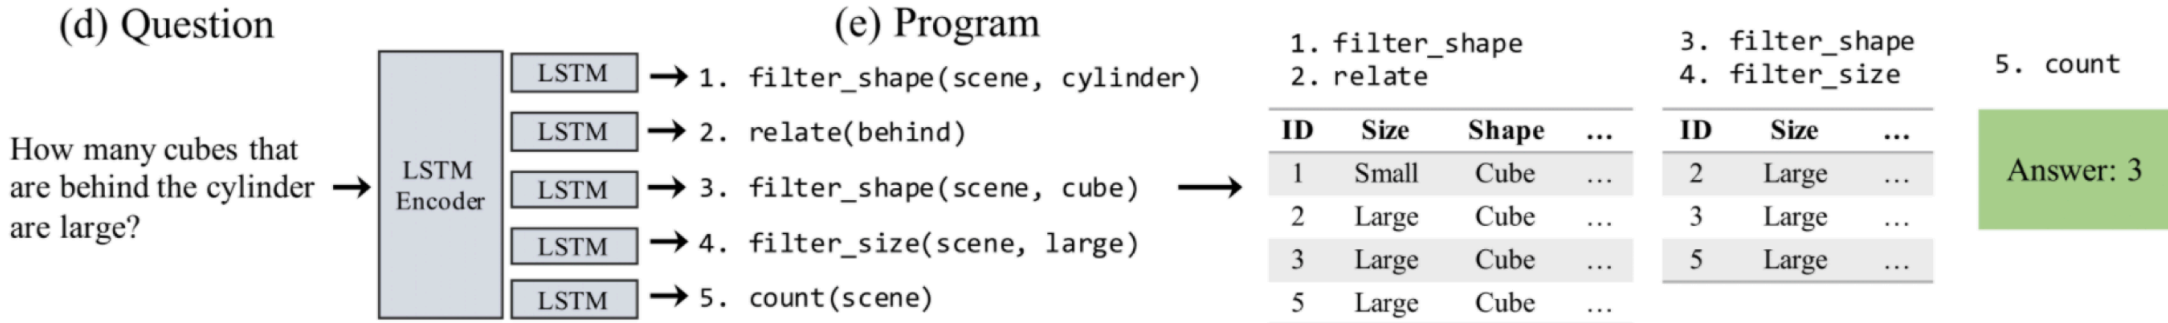 (d) Question
How many cubes that
are behind the cylinder
are large?
LSTM
Encoder
LSTM
LSTM
LSTM
LSTM
LSTM
(e) Program
1. filter_shape(scene, cylinder)
2. relate(behind)
3. filter_shape(scene, cube)
4. filter_size(scene, large)
5. count(scene)
1. filter_shape
2. relate
ID Size Shape ...
1 Small Cube ...
2 Large Cube ...
3 Large Cube ...
5 Large Cube ...
3. filter_shape
4. filter_size
ID Size ...
2 Large ...
3 Large ...
5 Large ...
5. count
Answer: 3